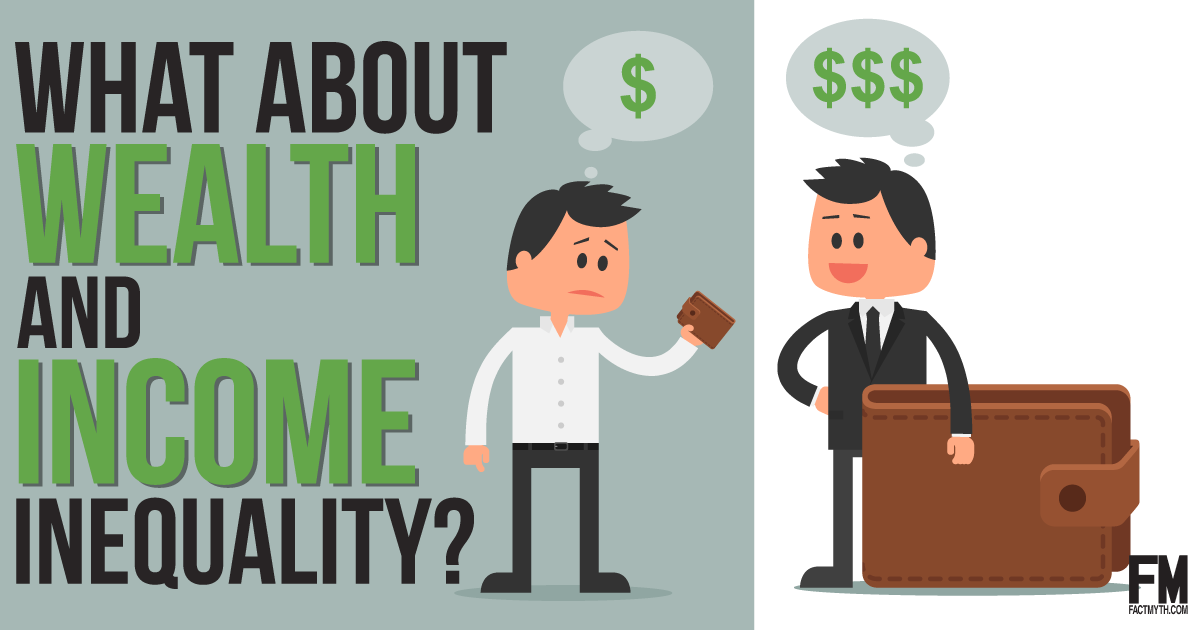 WHAT ABOUT
WEALTH
AND
INCOME
INEQUALITY?
$
$$$
FM
FACTMYTH.COM